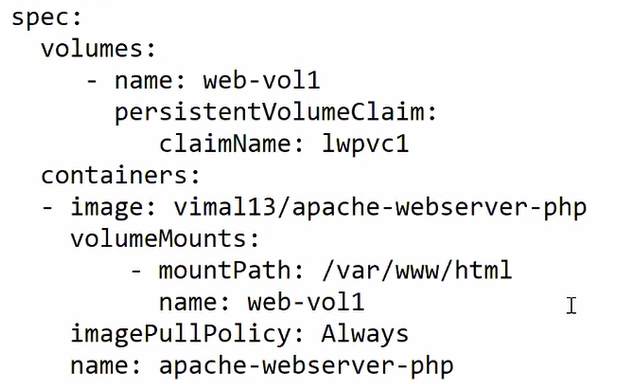 spec:
  volumes:
     - name: web-vol1
       persistentVolumeClaim:
          claimName: lwpvc1
  containers:
  - image: vimal13/apache-webserver-php
    volumeMounts:
        - mountPath: /var/www/html
          name: web-vol1
    imagePullPolicy: Always
    name: apache-webserver-php